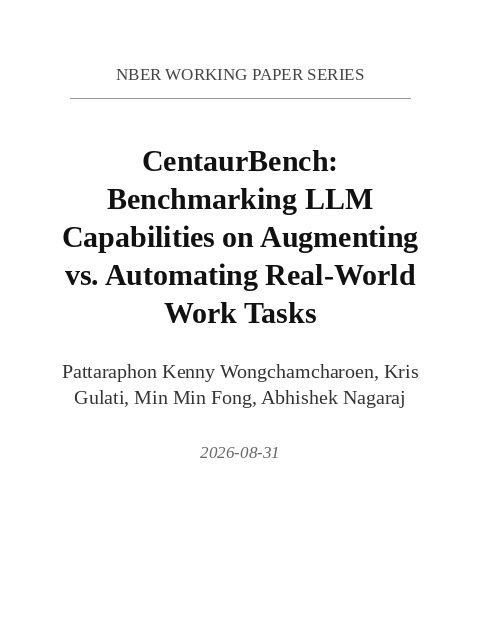 NBER WORKING PAPER SERIES
CentaurBench:
Benchmarking LLM
Capabilities on Augmenting
vs. Automating Real-World
Work Tasks
Pattaraphon Kenny Wongchamcharoen, Kris
Gulati, Min Min Fong, Abhishek Nagaraj
2026-08-31